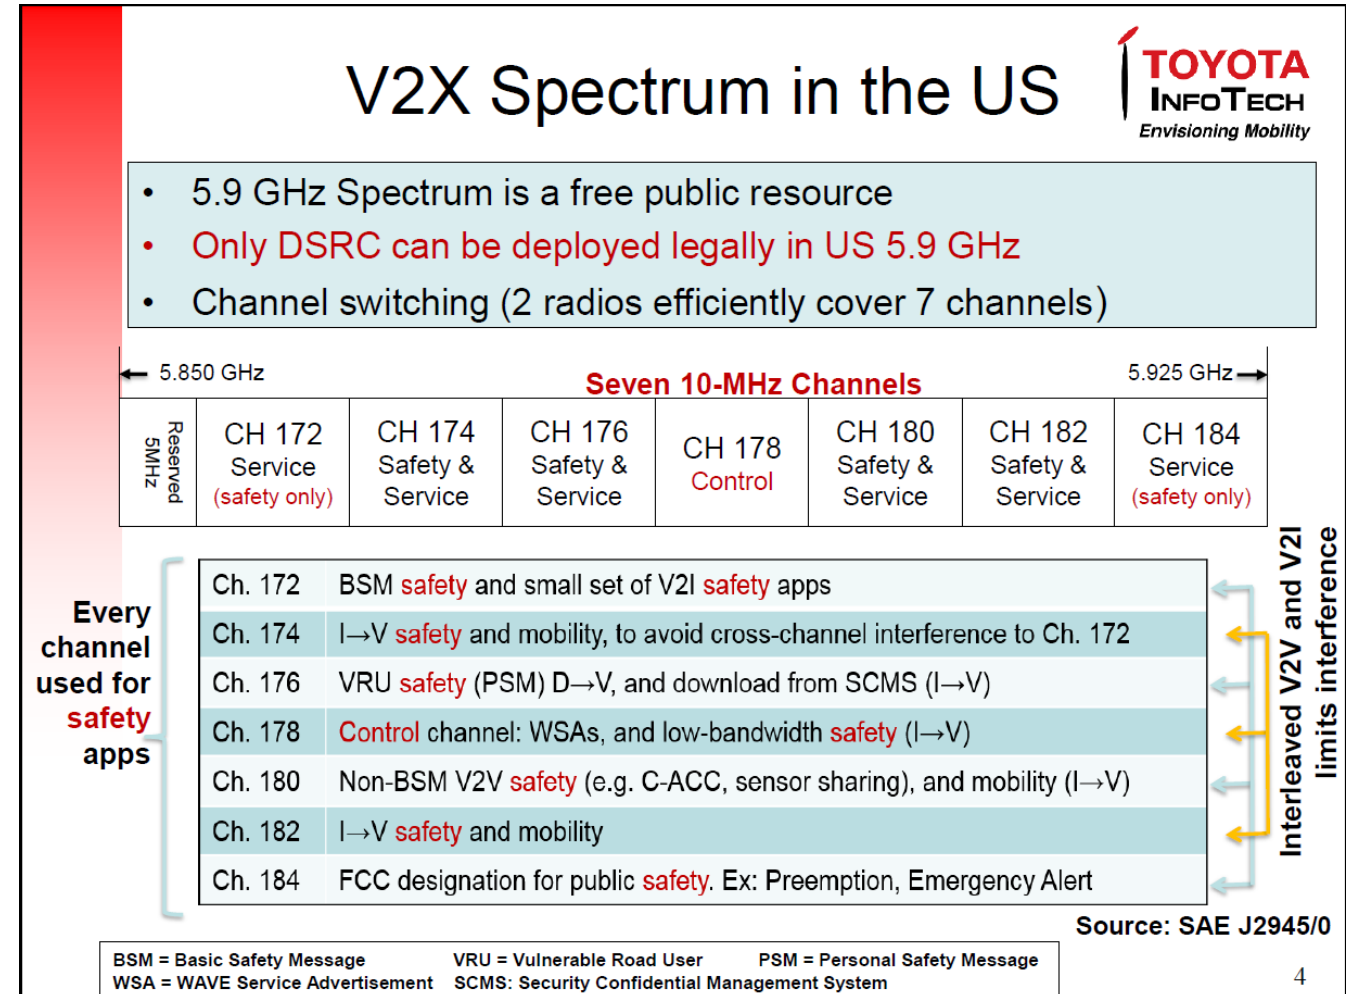 V2X Spectrum in the US
TOYOTA
INFOTECH
Envisioning Mobility
• 5.9 GHz Spectrum is a free public resource
• Only DSRC can be deployed legally in US 5.9 GHz
• Channel switching (2 radios efficiently cover 7 channels)
5.850 GHz
Seven 10-MHz Channels
5.925 GHz
Reserved
5MHz
CH 172
Service
(safety only)
CH 174
Safety &
Service
CH 176
Safety &
Service
CH 178
Control
CH 180
Safety &
Service
CH 182
Safety &
Service
CH 184
Service
(safety only)
Every
channel
used for
safety
apps
Ch. 172 BSM safety and small set of V2I safety apps
Ch. 174 I→V safety and mobility, to avoid cross-channel interference to Ch. 172
Ch. 176 VRU safety (PSM) D→V, and download from SCMS (I→V)
Ch. 178 Control channel: WSAs, and low-bandwidth safety (I→V)
Ch. 180 Non-BSM V2V safety (e.g. C-ACC, sensor sharing), and mobility (I→V)
Ch. 182 I→V safety and mobility
Ch. 184 FCC designation for public safety. Ex: Preemption, Emergency Alert
Interleaved V2V and V2I
limits interference
Source: SAE J2945/0
BSM = Basic Safety Message VRU = Vulnerable Road User PSM = Personal Safety Message
WSA = WAVE Service Advertisement SCMS: Security Confidential Management System
4